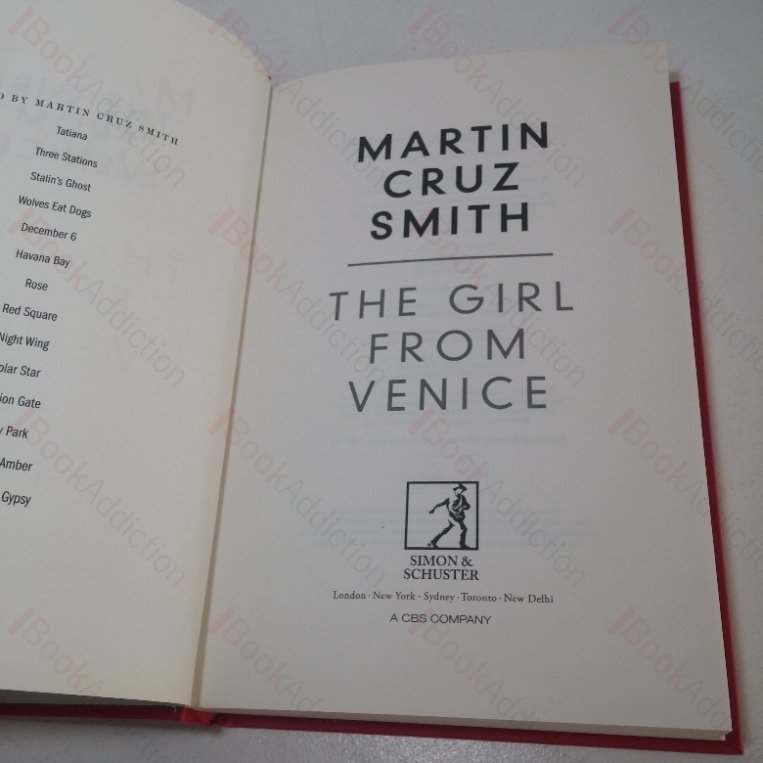 BY MARTIN CRUZ SMITH
Tatiana
Three Stations
Stalin's Ghost
Wolves Eat Dogs
December 6
Havana Bay
Rose
Red Square
Night Wing
Star
Gate
Park
Amber
Gypsy
MARTIN
CRUZ
SMITH
THE GIRL
FROM
VENICE
SIMON &
SCHUSTER
London · New York · Sydney · Toronto · New Delhi
A CBS COMPANY
BookAddiction